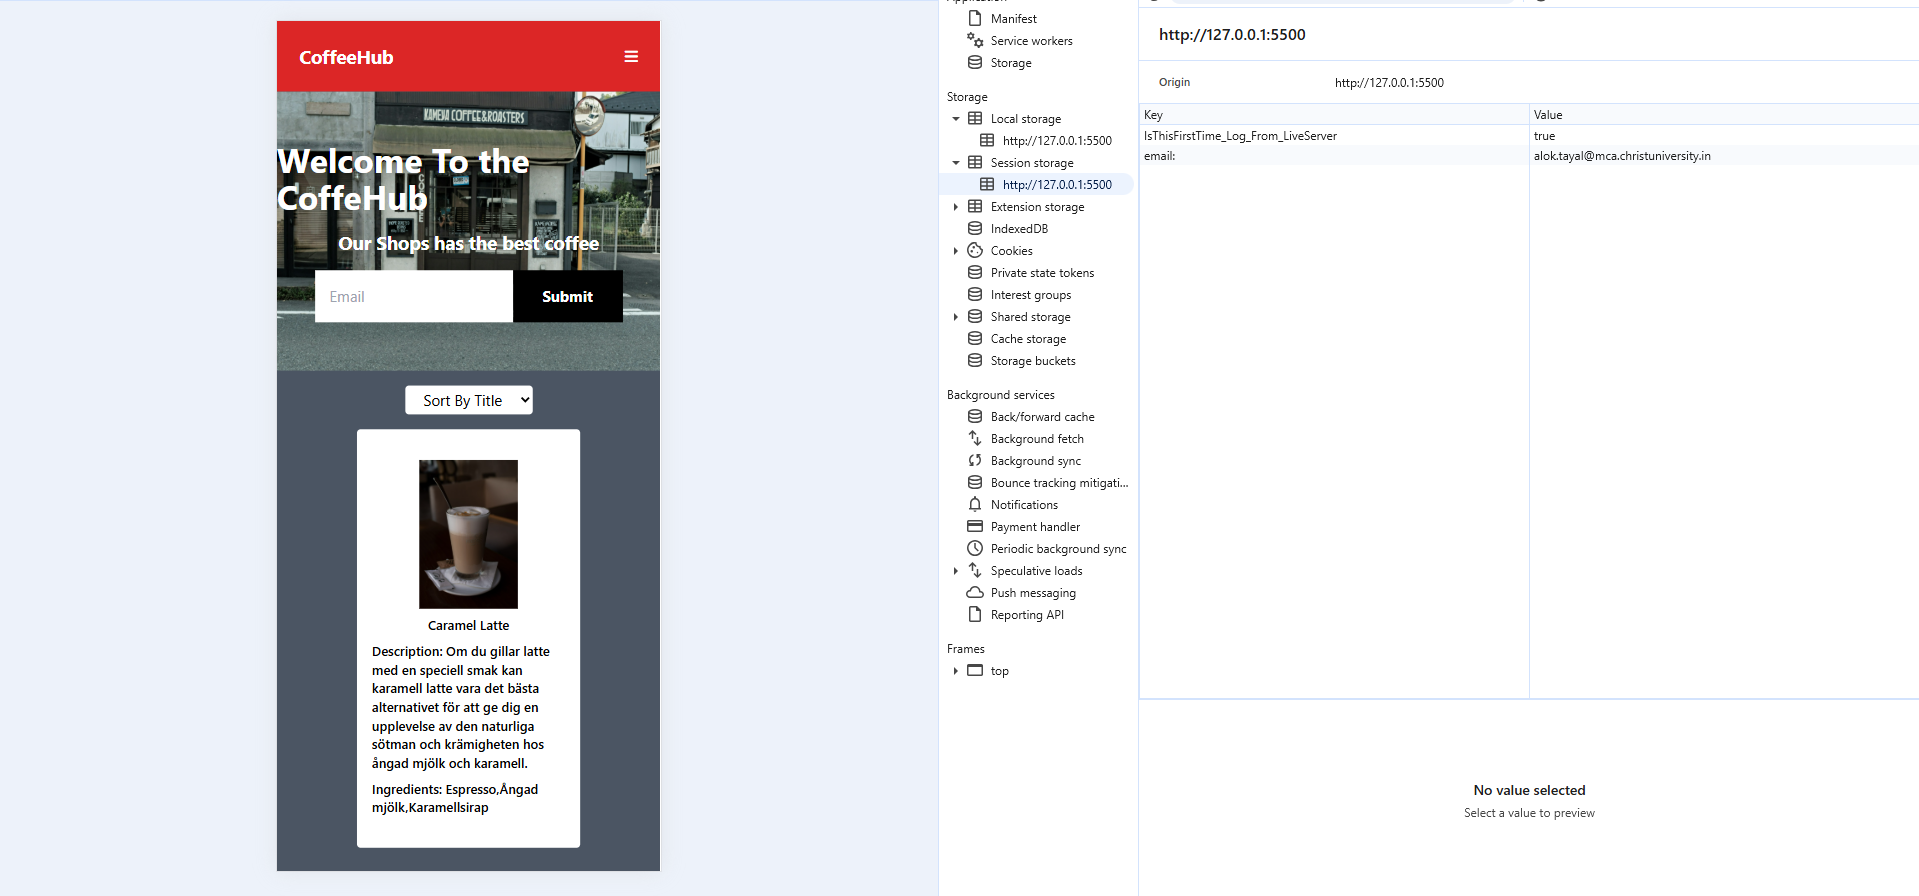 CoffeeHub
KAMENA COFFEE&ROASTERS
Welcome To the
CoffeHub
Our Shops has the best coffee
Email
Submit
Sort By Title
Caramel Latte
Description: Om du gillar latte
med en speciell smak kan
karamell latte vara det bästa
alternativet för att ge dig en
upplevelse av den naturliga
sötman och krämigheten hos
ångad mjölk och karamell.
Ingredients: Espresso,Ångad
mjölk,Karamellsirap
Manifest
Service workers
Storage
Storage
Local storage
http://127.0.0.1:5500
Session storage
http://127.0.0.1:5500
Extension storage
IndexedDB
Cookies
Private state tokens
Interest groups
Shared storage
Cache storage
Storage buckets
Background services
Back/forward cache
Background fetch
Background sync
Bounce tracking mitigati...
Notifications
Payment handler
Periodic background sync
Speculative loads
Push messaging
Reporting API
Frames
top
http://127.0.0.1:5500
Origin http://127.0.0.1:5500
Key Value
IsThisFirstTime_Log_From_LiveServer true
email: alok.tayal@mca.christuniversity.in
No value selected
Select a value to preview